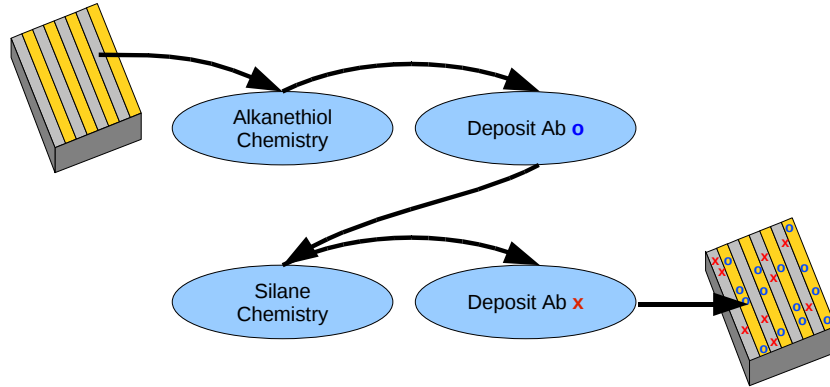 Alkanethiol
Chemistry
Deposit Ab o
Silane
Chemistry
Deposit Ab x
x o x x o o x o x o o o o x x o x o x o o